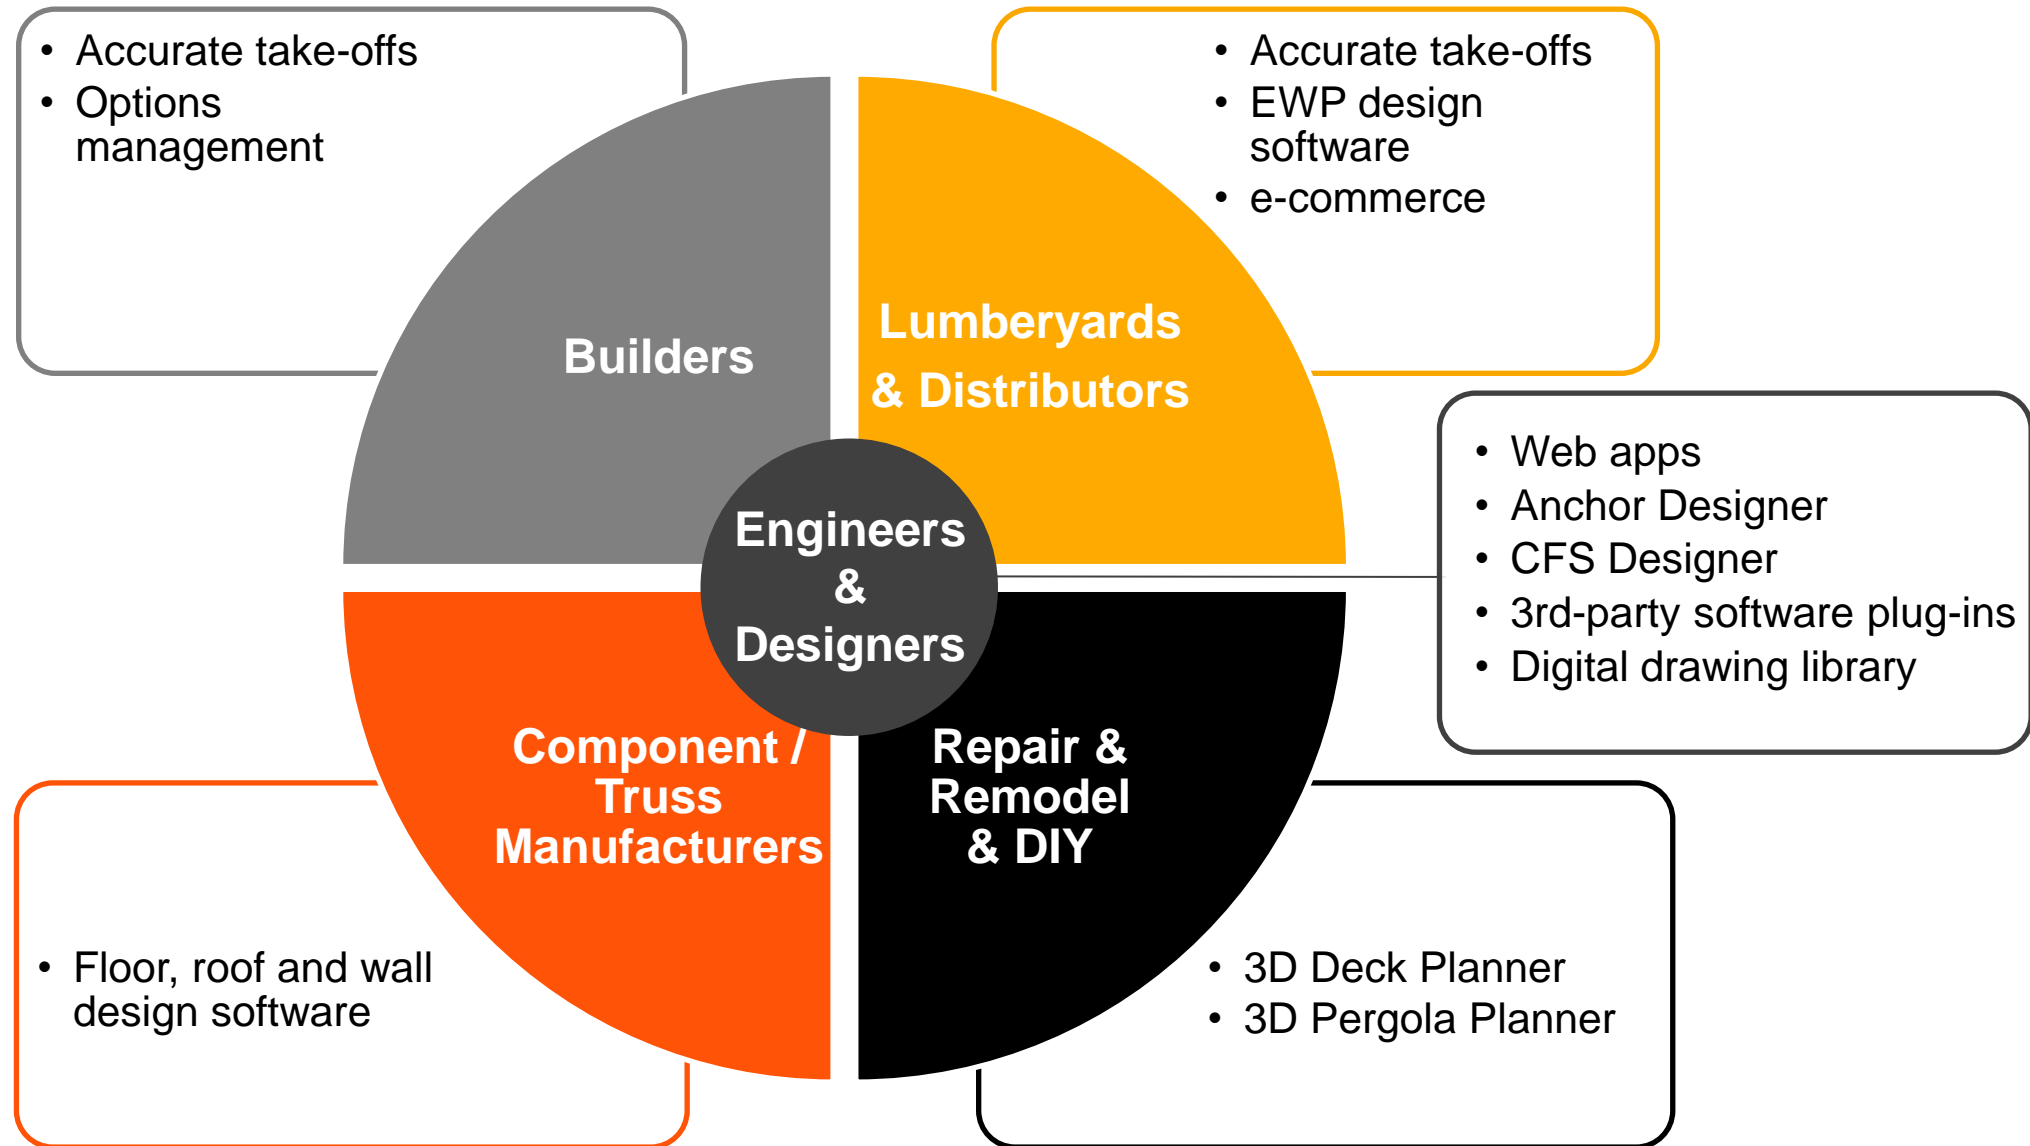 • Accurate take-offs
• Options
management
• Accurate take-offs
• EWP design
software
• e-commerce
Builders
Lumberyards
& Distributors
Engineers
&
Designers
• Web apps
• Anchor Designer
• CFS Designer
• 3rd-party software plug-ins
• Digital drawing library
Component /
Truss
Manufacturers
Repair &
Remodel
& DIY
• Floor, roof and wall
design software
• 3D Deck Planner
• 3D Pergola Planner